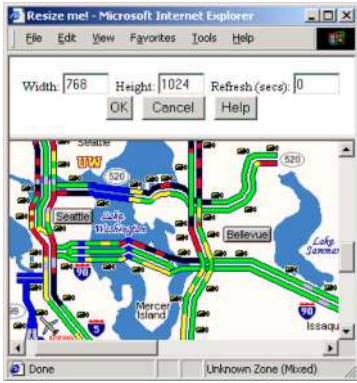 Resize me! - Microsoft Internet Explorer
File Edit View Favorites Tools Help
Width: 768 Height: 1024 Refresh (secs): 0
OK Cancel Help
Seattle
UW
520
520
Seattle
Lake Washington
Bellevue
Lake
Sammar
90
Mercer
Island
90
5
Issaqu
Done Unknown Zone (Mixed)